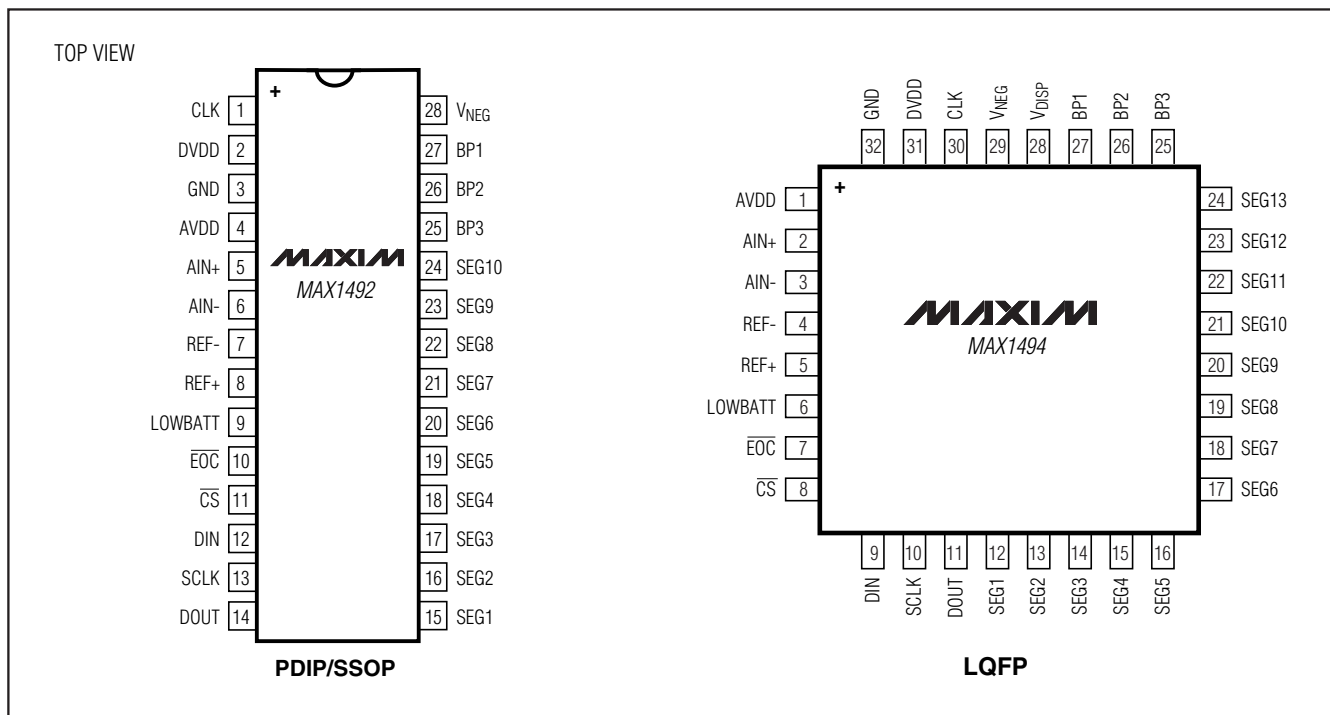 TOP VIEW
+
CLK 1
DVDD 2
GND 3
AVDD 4
AIN+ 5
AIN- 6
REF- 7
REF+ 8
LOWBATT 9
EOC 10
CS 11
DIN 12
SCLK 13
DOUT 14
MAXIM
MAX1492
28 VNEG
27 BP1
26 BP2
25 BP3
24 SEG10
23 SEG9
22 SEG8
21 SEG7
20 SEG6
19 SEG5
18 SEG4
17 SEG3
16 SEG2
15 SEG1
PDIP/SSOP
GND DVDD CLK VNEG VDISP BP1 BP2 BP3
32 31 30 29 28 27 26 25
+
AVDD 1
AIN+ 2
AIN- 3
REF- 4
REF+ 5
LOWBATT 6
EOC 7
CS 8
MAXIM
MAX1494
24 SEG13
23 SEG12
22 SEG11
21 SEG10
20 SEG9
19 SEG8
18 SEG7
17 SEG6
9 10 11 12 13 14 15 16
DIN SCLK DOUT SEG1 SEG2 SEG3 SEG4 SEG5
LQFP